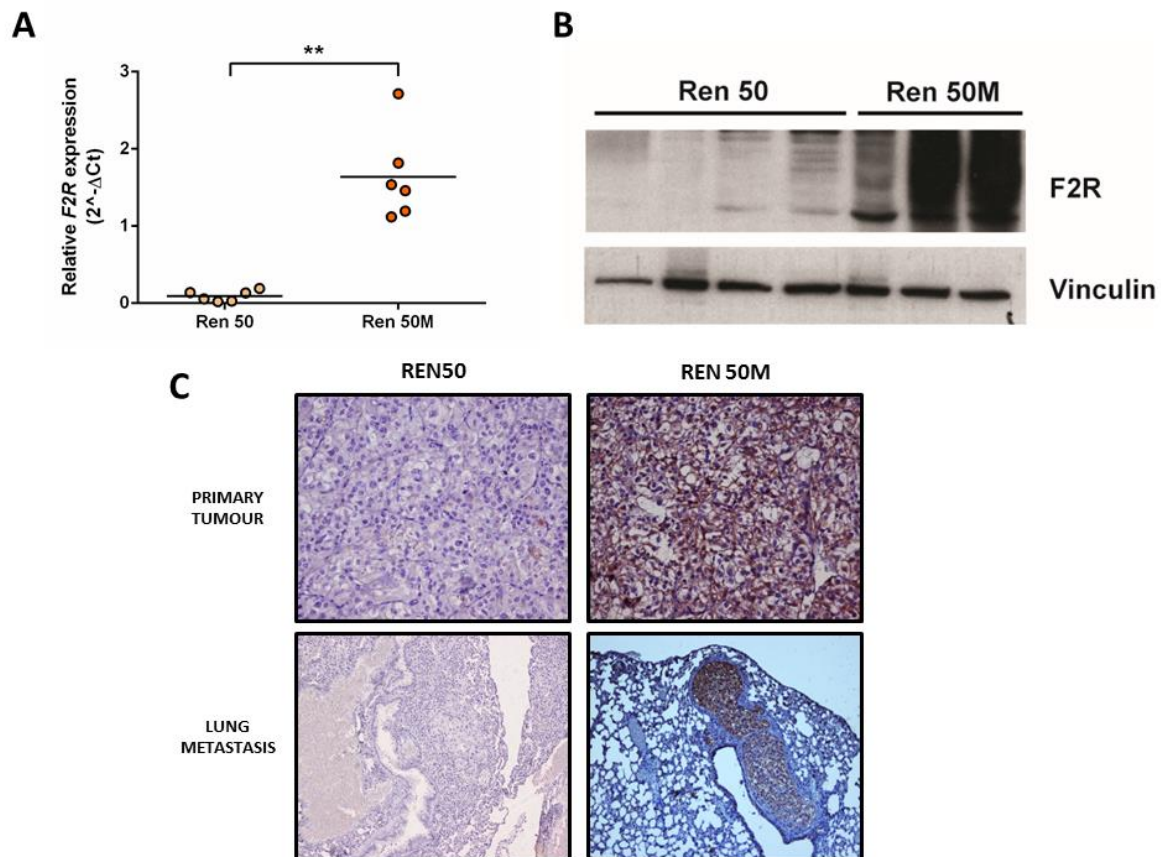 A
**
3
2
1
0
Relative F2R expression
(2^-ΔCt)
Ren 50
Ren 50M
B
Ren 50
Ren 50M
F2R
Vinculin
C
REN50
REN 50M
PRIMARY
TUMOUR
LUNG
METASTASIS